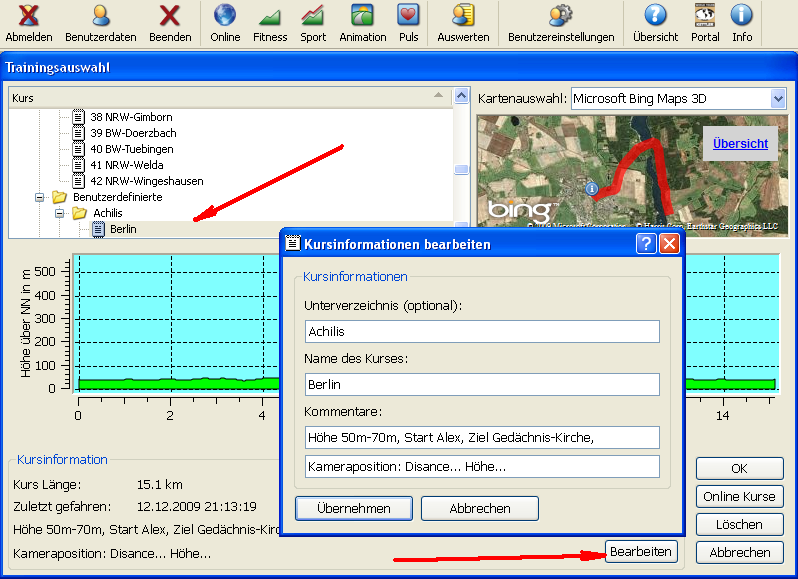 Abmelden Benutzerdaten Beenden Online Fitness Sport Animation Puls Auswerten Benutzereinstellungen Übersicht Portal Info
Trainingsauswahl
Kurs
38 NRW-Gimborn
39 BW-Doerzbach
40 BW-Tuebingen
41 NRW-Welda
42 NRW-Wingeshausen
Benutzerdefinierte
Achilis
Berlin
Kartenauswahl: Microsoft Bing Maps 3D
Übersicht
bing
Earthstar Geographics LLC
Höhe über NN in m
500
400
300
200
100
0
0 2 4 14
Kursinformationen bearbeiten
Kursinformationen
Unterverzeichnis (optional):
Achilis
Name des Kurses:
Berlin
Kommentare:
Höhe 50m-70m, Start Alex, Ziel Gedächnis-Kirche,
Kameraposition: Disance... Höhe...
Übernehmen Abbrechen
Kursinformation
Kurs Länge: 15.1 km
Zuletzt gefahren: 12.12.2009 21:13:19
Höhe 50m-70m, Start Alex, Ziel Gedächnis-Kirc
Kameraposition: Disance... Höhe...
Bearbeiten
OK
Online Kurse
Löschen
Abbrechen